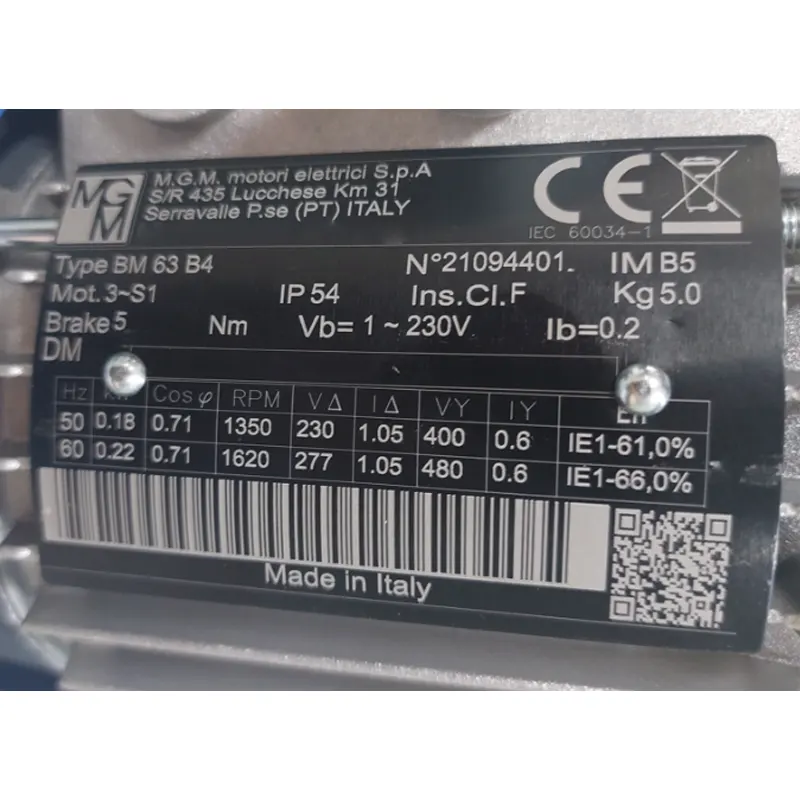 MGM
M.G.M. motori elettrici S.p.A
S/R 435 Lucchese Km 31
Serravalle P.se (PT) ITALY
CE
IEC 60034-1
Type BM 63 B4 N°21094401. IM B5
Mot. 3~S1 IP 54 Ins.Cl.F Kg 5.0
Brake 5 Nm Vb= 1 ~ 230V Ib=0.2
DM
Hz Cos φ RPM V Δ I Δ V Y I Y
50 0.18 0.71 1350 230 1.05 400 0.6 IE1-61,0%
60 0.22 0.71 1620 277 1.05 480 0.6 IE1-66,0%
Made in Italy